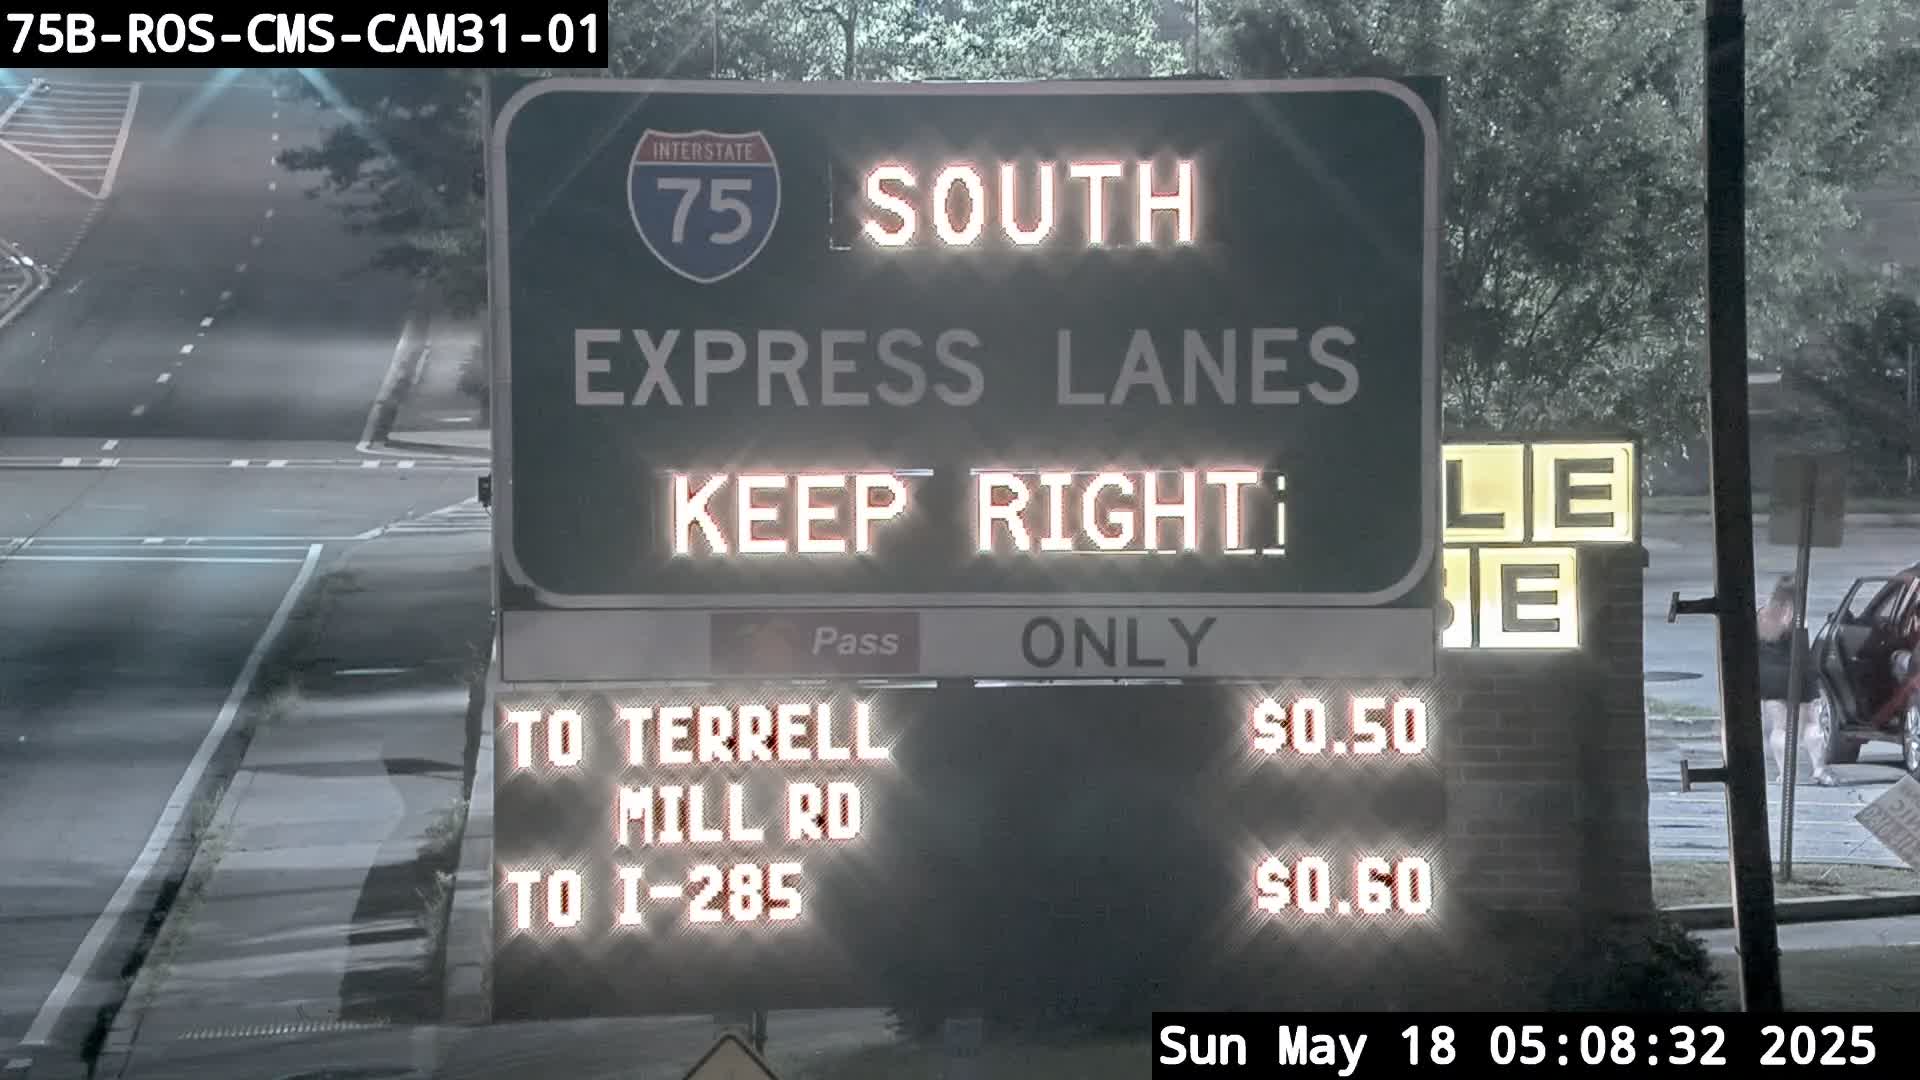 75B-ROS-CMS-CAM31-01
INTERSTATE
75
SOUTH
EXPRESS LANES
KEEP RIGHT
Pass ONLY
TO TERRELL $0.50
MILL RD
TO I-285 $0.60
LE
E
Sun May 18 05:08:32 2025